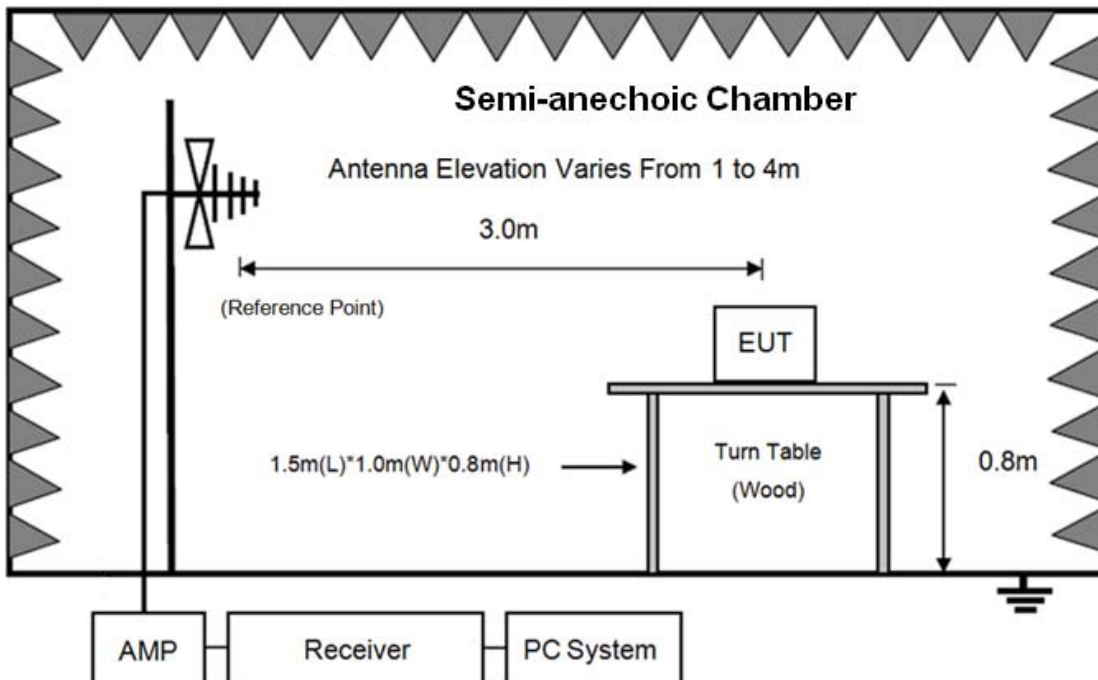 Semi-anechoic Chamber
Antenna Elevation Varies From 1 to 4m
3.0m
(Reference Point)
EUT
1.5m(L)*1.0m(W)*0.8m(H)
Turn Table
(Wood)
0.8m
AMP
Receiver
PC System